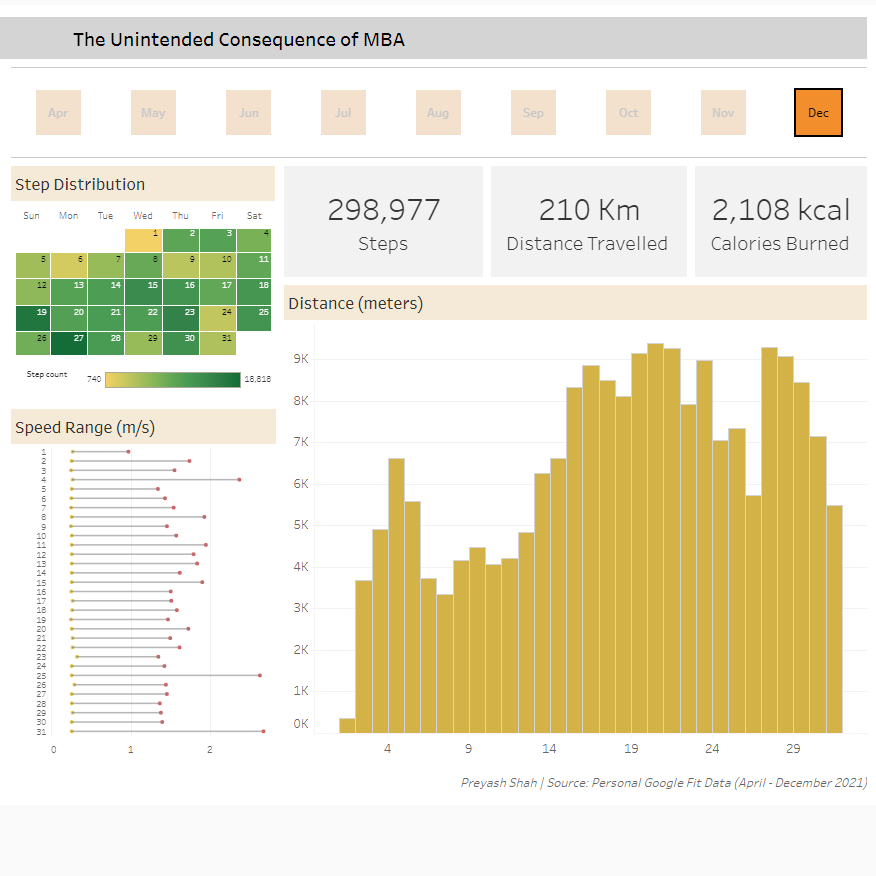 The Unintended Consequence of MBA
Apr May Jun Jul Aug Sep Oct Nov Dec
Step Distribution
Sun Mon Tue Wed Thu Fri Sat
1 2 3 4
5 6 7 8 9 10 11
12 13 14 15 16 17 18
19 20 21 22 23 24 25
26 27 28 29 30 31
Step count 740 18,818
298,977
Steps
210 Km
Distance Travelled
2,108 kcal
Calories Burned
Speed Range (m/s)
1
2
3
4
5
6
7
8
9
10
11
12
13
14
15
16
17
18
19
20
21
22
23
24
25
26
27
28
29
30
31
0 1 2
Distance (meters)
9K
8K
7K
6K
5K
4K
3K
2K
1K
0K
4 9 14 19 24 29
Preyash Shah | Source: Personal Google Fit Data (April - December 2021)